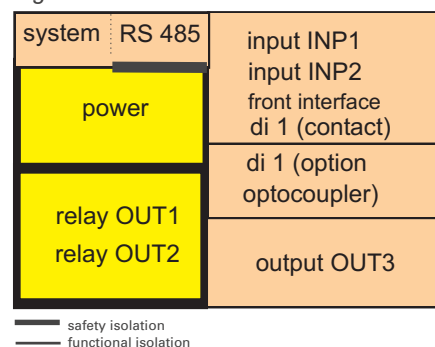 system RS 485
power
relay OUT1
relay OUT2
input INP1
input INP2
front interface
di 1 (contact)
di 1 (option
optocoupler)
output OUT3
safety isolation
functional isolation